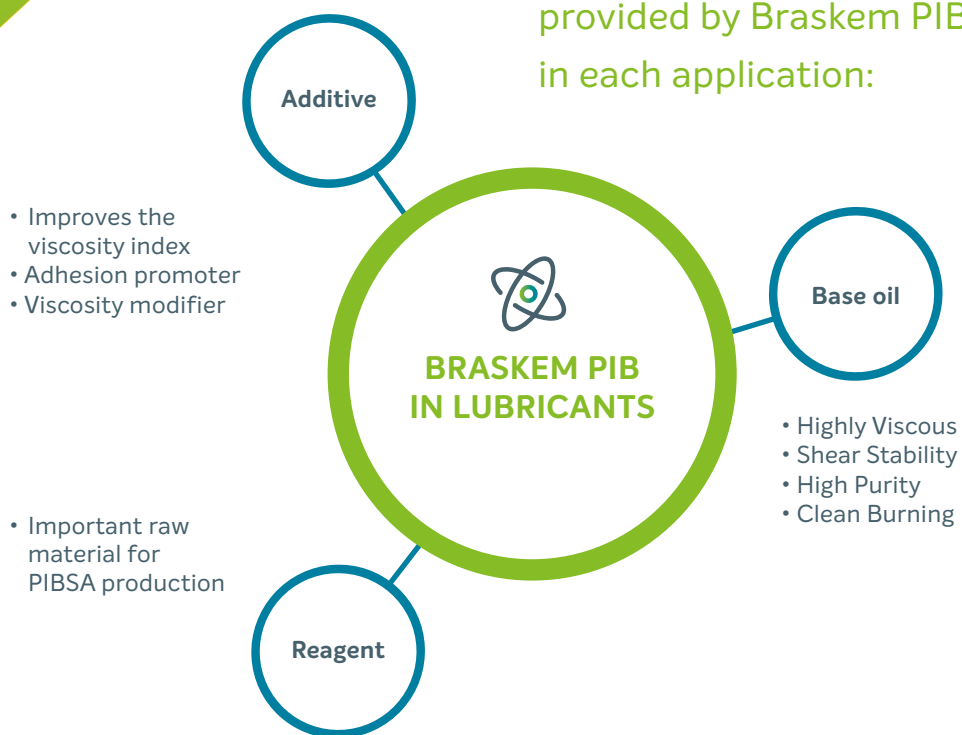 provided by Braskem PIB
in each application:
Additive
• Improves the
viscosity index
• Adhesion promoter
• Viscosity modifier
BRASKEM PIB
IN LUBRICANTS
Base oil
• Highly Viscous
• Shear Stability
• High Purity
• Clean Burning
• Important raw
material for
PIBSA production
Reagent